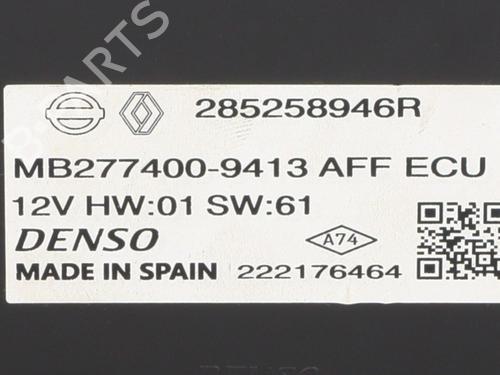 285258946R
MB277400-9413 AFF ECU
12V HW:01 SW:61
DENSO
A74
MADE IN SPAIN 222176464